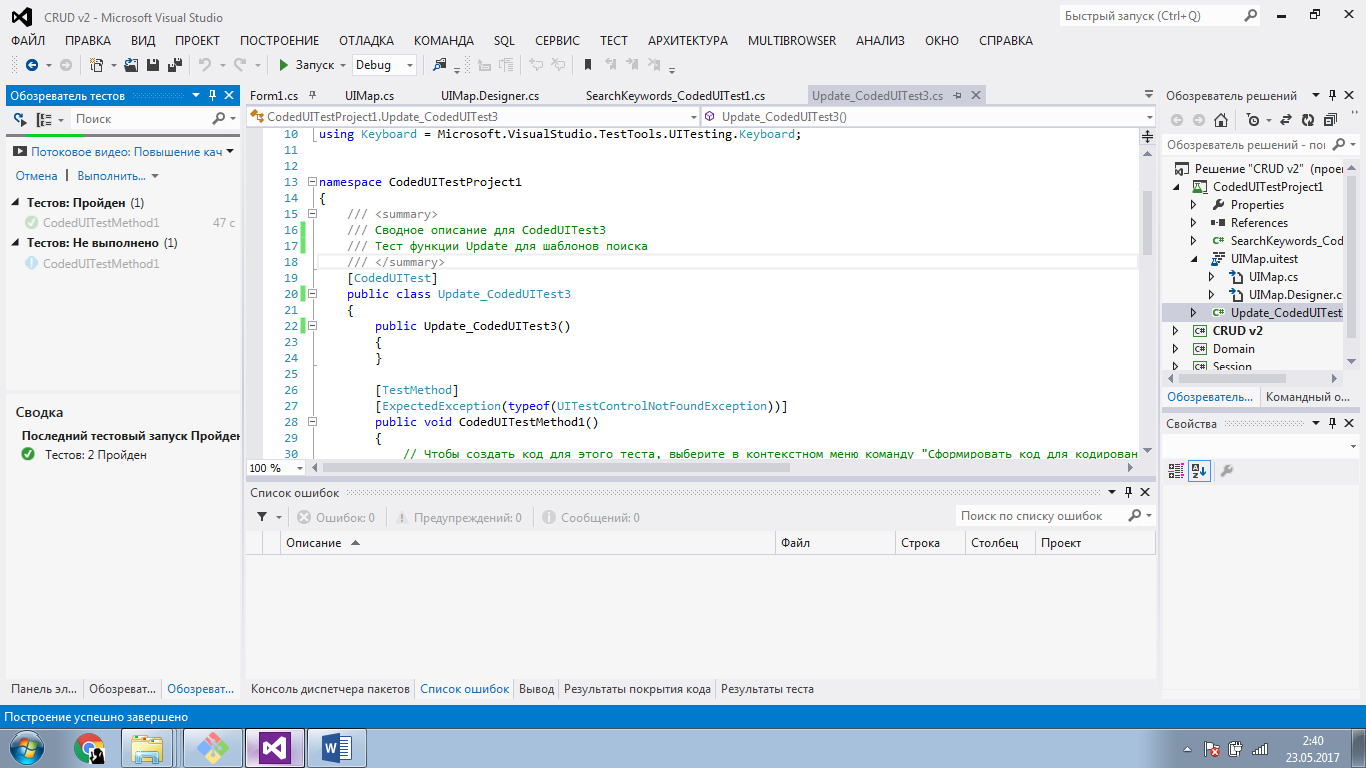 CRUD v2 - Microsoft Visual Studio
Быстрый запуск (Ctrl+Q)
ФАЙЛ ПРАВКА ВИД ПРОЕКТ ПОСТРОЕНИЕ ОТЛАДКА КОМАНДА SQL СЕРВИС ТЕСТ АРХИТЕКТУРА MULTIBROWSER АНАЛИЗ ОКНО СПРАВКА
Запуск Debug
Обозреватель тестов
Поиск
Потоковое видео: Повышение кач
Отмена | Выполнить...
Тестов: Пройден (1)
CodedUITestMethod1 47 с
Тестов: Не выполнено (1)
CodedUITestMethod1
Сводка
Последний тестовый запуск Пройден
Тестов: 2 Пройден
Панель эл... Обозреват... Обозреват...
Form1.cs UIMap.cs UIMap.Designer.cs SearchKeywords_CodedUITest1.cs Update_CodedUITest3.cs
CodedUITestProject1.Update_CodedUITest3 Update_CodedUITest3()
10 using Keyboard = Microsoft.VisualStudio.TestTools.UITesting.Keyboard;
11
12
13 namespace CodedUITestProject1
14 {
15 /// <summary>
16 /// Сводное описание для CodedUITest3
17 /// Тест функции Update для шаблонов поиска
18 /// </summary>
19 [CodedUITest]
20 public class Update_CodedUITest3
21 {
22 public Update_CodedUITest3()
23 {
24 }
25
26 [TestMethod]
27 [ExpectedException(typeof(UITestControlNotFoundException))]
28 public void CodedUITestMethod1()
29 {
30 // Чтобы создать код для этого теста, выберите в контекстном меню команду "Сформировать код для кодирован
100 %
Список ошибок
Ошибок: 0 Предупреждений: 0 Сообщений: 0
Поиск по списку ошибок
Описание Файл Строка Столбец Проект
Консоль диспетчера пакетов Список ошибок Вывод Результаты покрытия кода Результаты теста
Обозреватель решений
Обозреватель решений - пои
Решение "CRUD v2" (проек
CodedUITestProject1
Properties
References
SearchKeywords_Cod
UIMap.uitest
UIMap.cs
UIMap.Designer.cs
Update_CodedUITest
CRUD v2
Domain
Session
Обозреватель... Командный о...
Свойства
Построение успешно завершено
2:40
23.05.2017